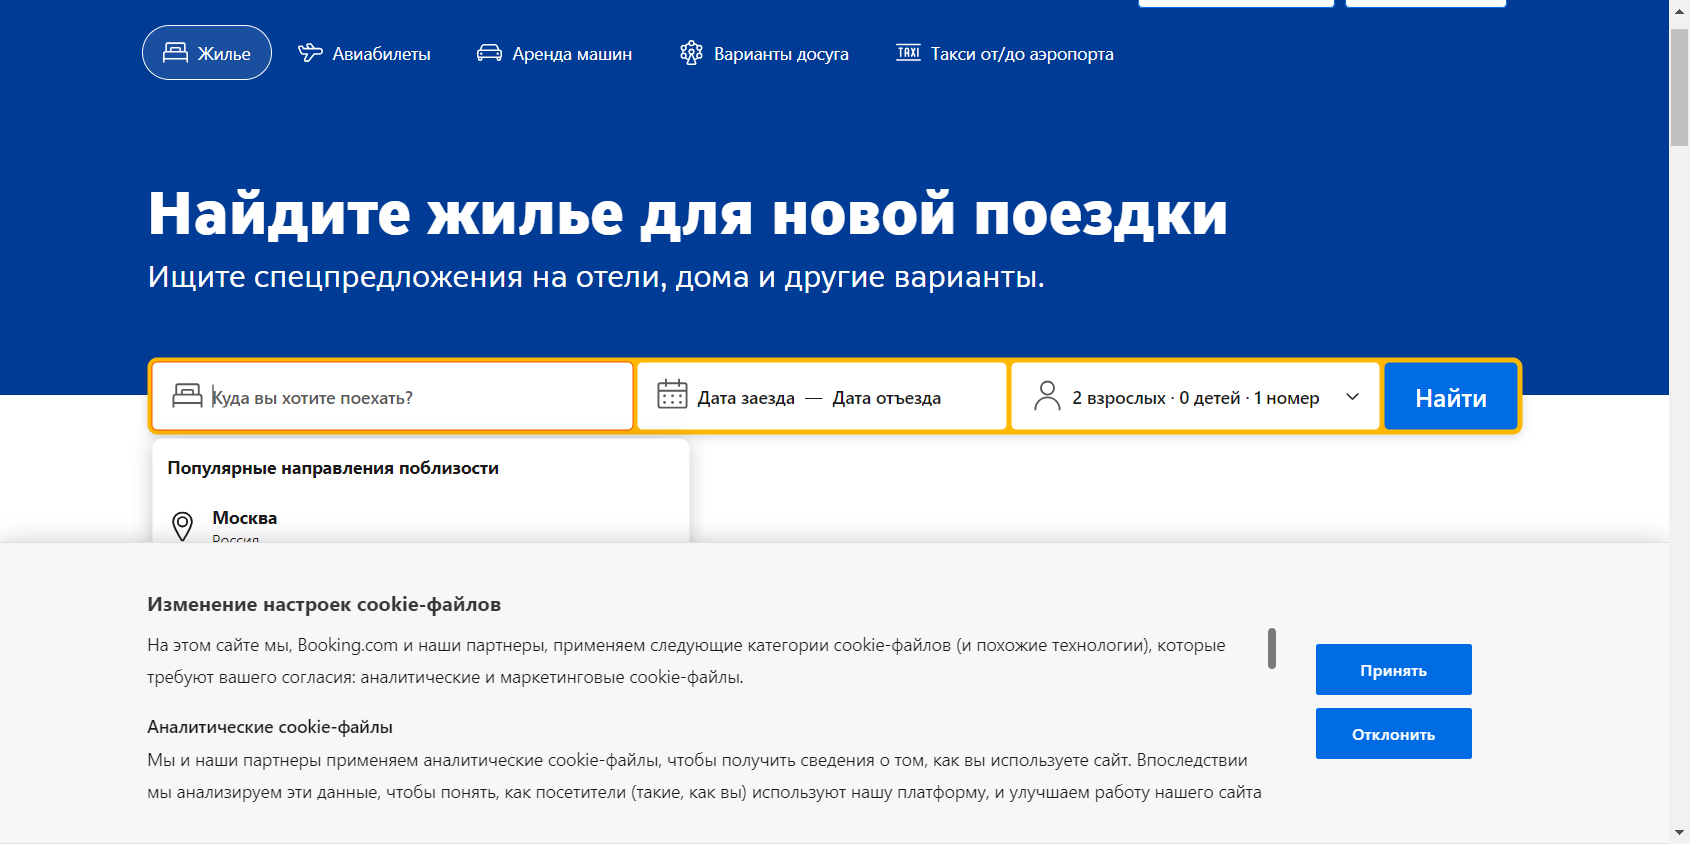 Жилье
Авиабилеты
Аренда машин
Варианты досуга
TAXI Такси от/до аэропорта
Найдите жилье для новой поездки
Ищите спецпредложения на отели, дома и другие варианты.
Куда вы хотите поехать?
Дата заезда — Дата отъезда
2 взрослых · 0 детей · 1 номер
Найти
Популярные направления поблизости
Москва
Россия
Изменение настроек cookie-файлов
На этом сайте мы, Booking.com и наши партнеры, применяем следующие категории cookie-файлов (и похожие технологии), которые
требуют вашего согласия: аналитические и маркетинговые cookie-файлы.
Аналитические cookie-файлы
Мы и наши партнеры применяем аналитические cookie-файлы, чтобы получить сведения о том, как вы используете сайт. Впоследствии
мы анализируем эти данные, чтобы понять, как посетители (такие, как вы) используют нашу платформу, и улучшаем работу нашего сайта
Принять
Отклонить